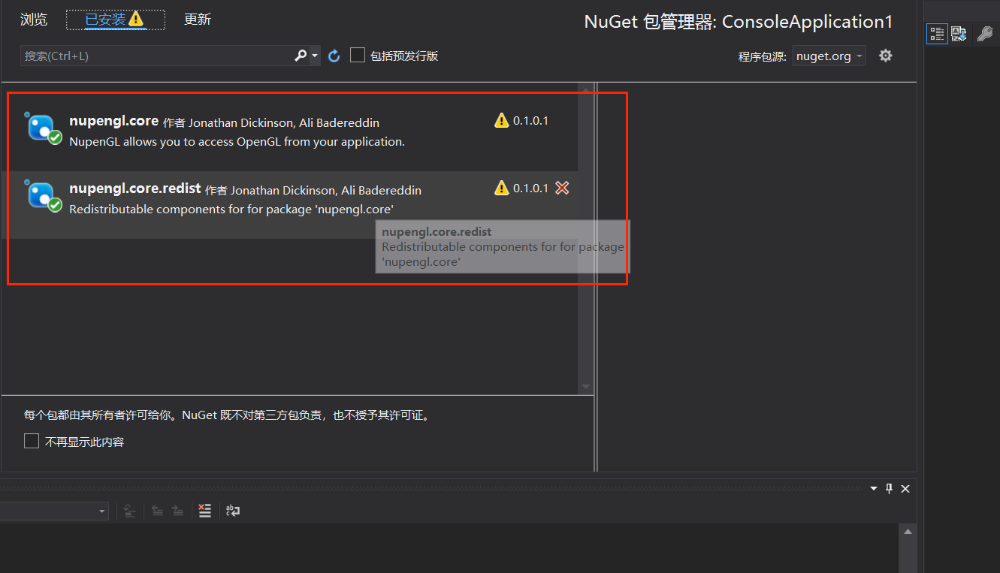 浏览 已安装 更新
NuGet 包管理器: ConsoleApplication1
搜索(Ctrl+L)
包括预发行版
程序包源: nuget.org
nupengl.core 作者 Jonathan Dickinson, Ali Badereddin
0.1.0.1
NupenGL allows you to access OpenGL from your application.
nupengl.core.redist 作者 Jonathan Dickinson, Ali Badereddin
0.1.0.1
Redistributable components for for package 'nupengl.core'
nupengl.core.redist
Redistributable components for for package
'nupengl.core'
每个包都由其所有者许可给你。NuGet 既不对第三方包负责，也不授予其许可证。
不再显示此内容